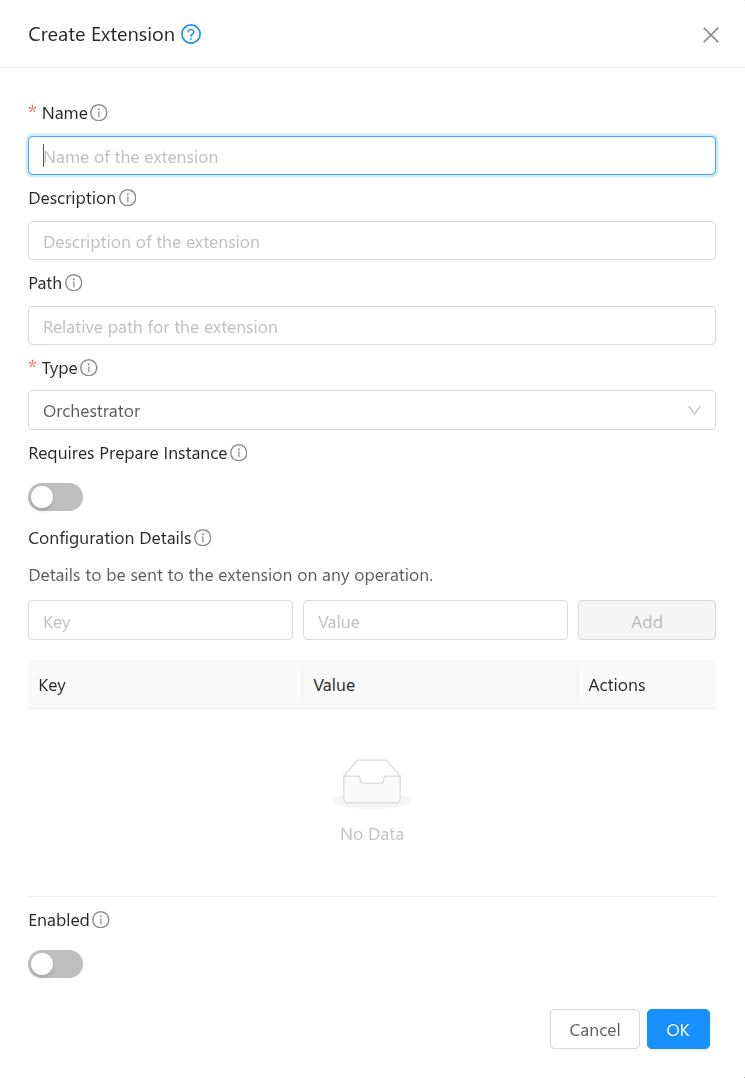 Create Extension
* Name
Name of the extension
Description
Description of the extension
Path
Relative path for the extension
* Type
Orchestrator
Requires Prepare Instance
Configuration Details
Details to be sent to the extension on any operation.
Key Value Add
Key Value Actions
No Data
Enabled
Cancel OK